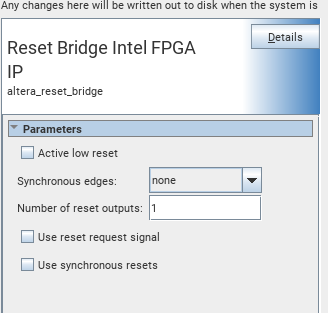 Any changes here will be written out to disk when the system is
Reset Bridge Intel FPGA
IP
altera_reset_bridge
Details
Parameters
Active low reset
Synchronous edges: none
Number of reset outputs: 1
Use reset request signal
Use synchronous resets